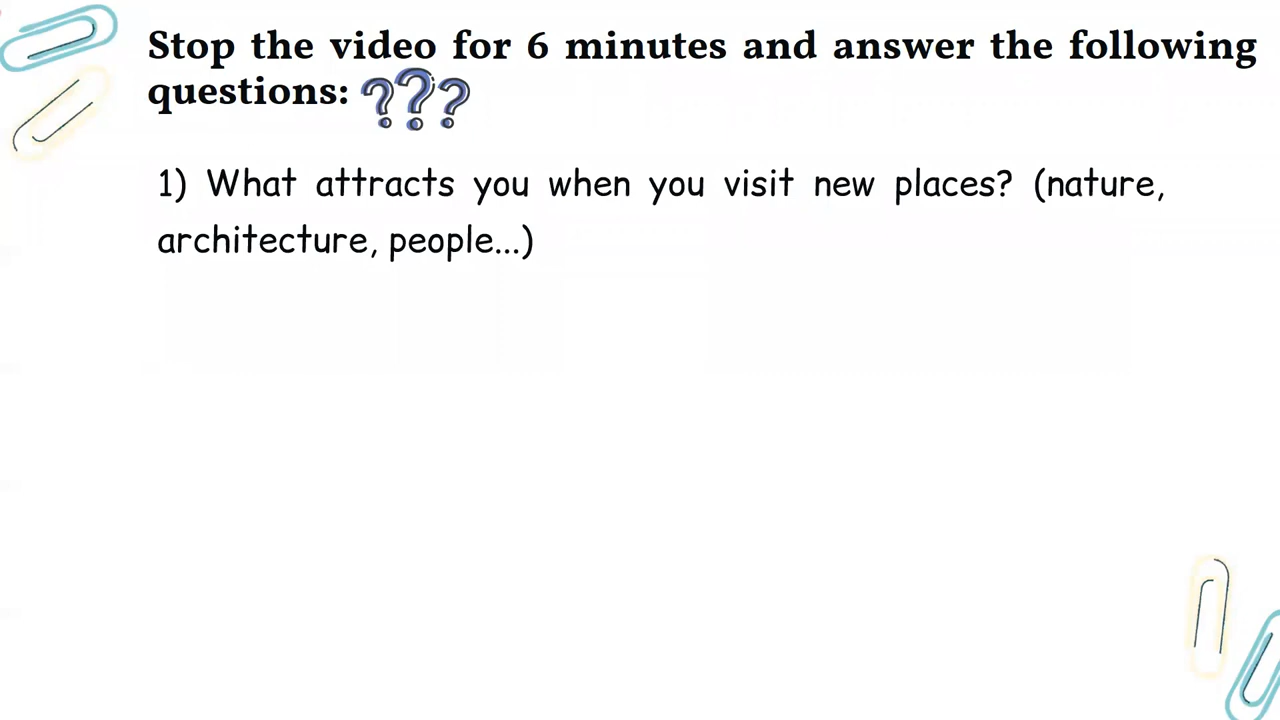 Stop the video for 6 minutes and answer the following
questions: ???
1) What attracts you when you visit new places? (nature,
architecture, people...)